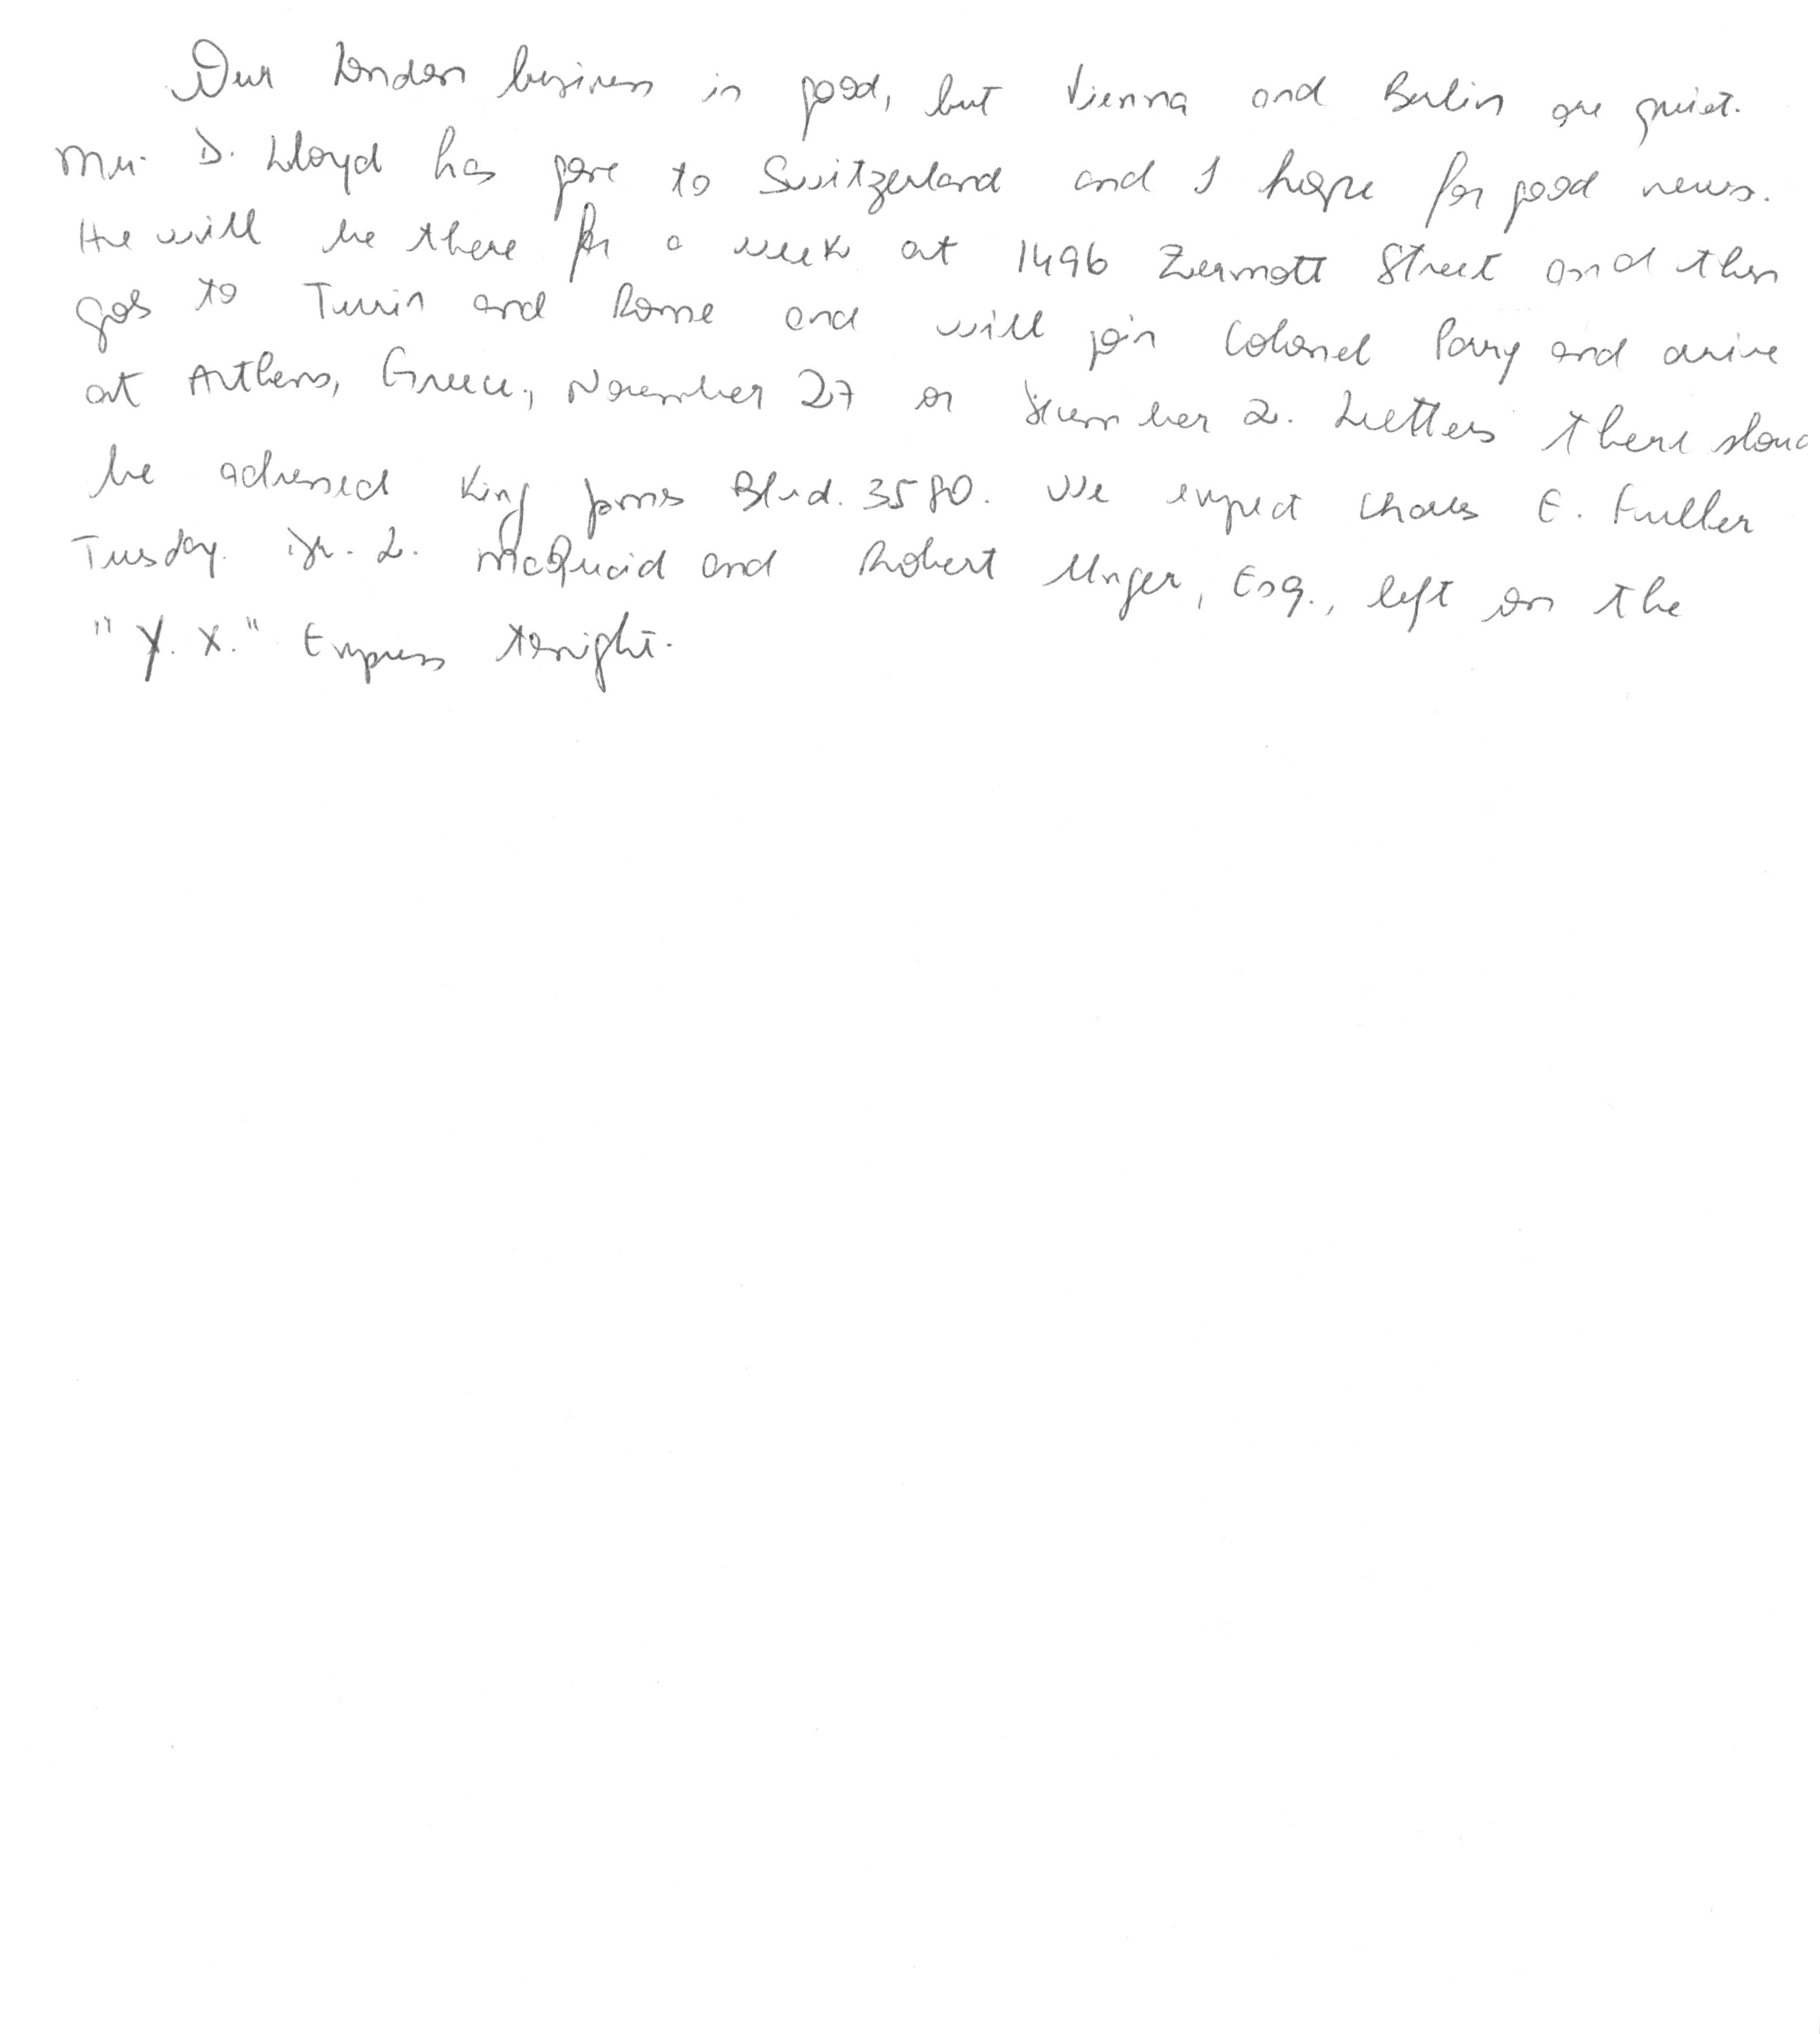 Our London business is good, but Vienna and Berlin are quiet.
Mr. D. Lloyd has gone to Switzerland and I hope for good news.
He will be there for a week at 1496 Zermott Street and then
goes to Turin and Rome and will join Colonel Parry and arrive
at Athens, Greece, November 27 or December 2. Letters there shoud
be adressed King James Blvd. 3580. We expect Charles E. Fuller
Tuesday. Dr. L. McQuaid and Robert Unger, Esq., left on the
"Y. X." Express tonight.